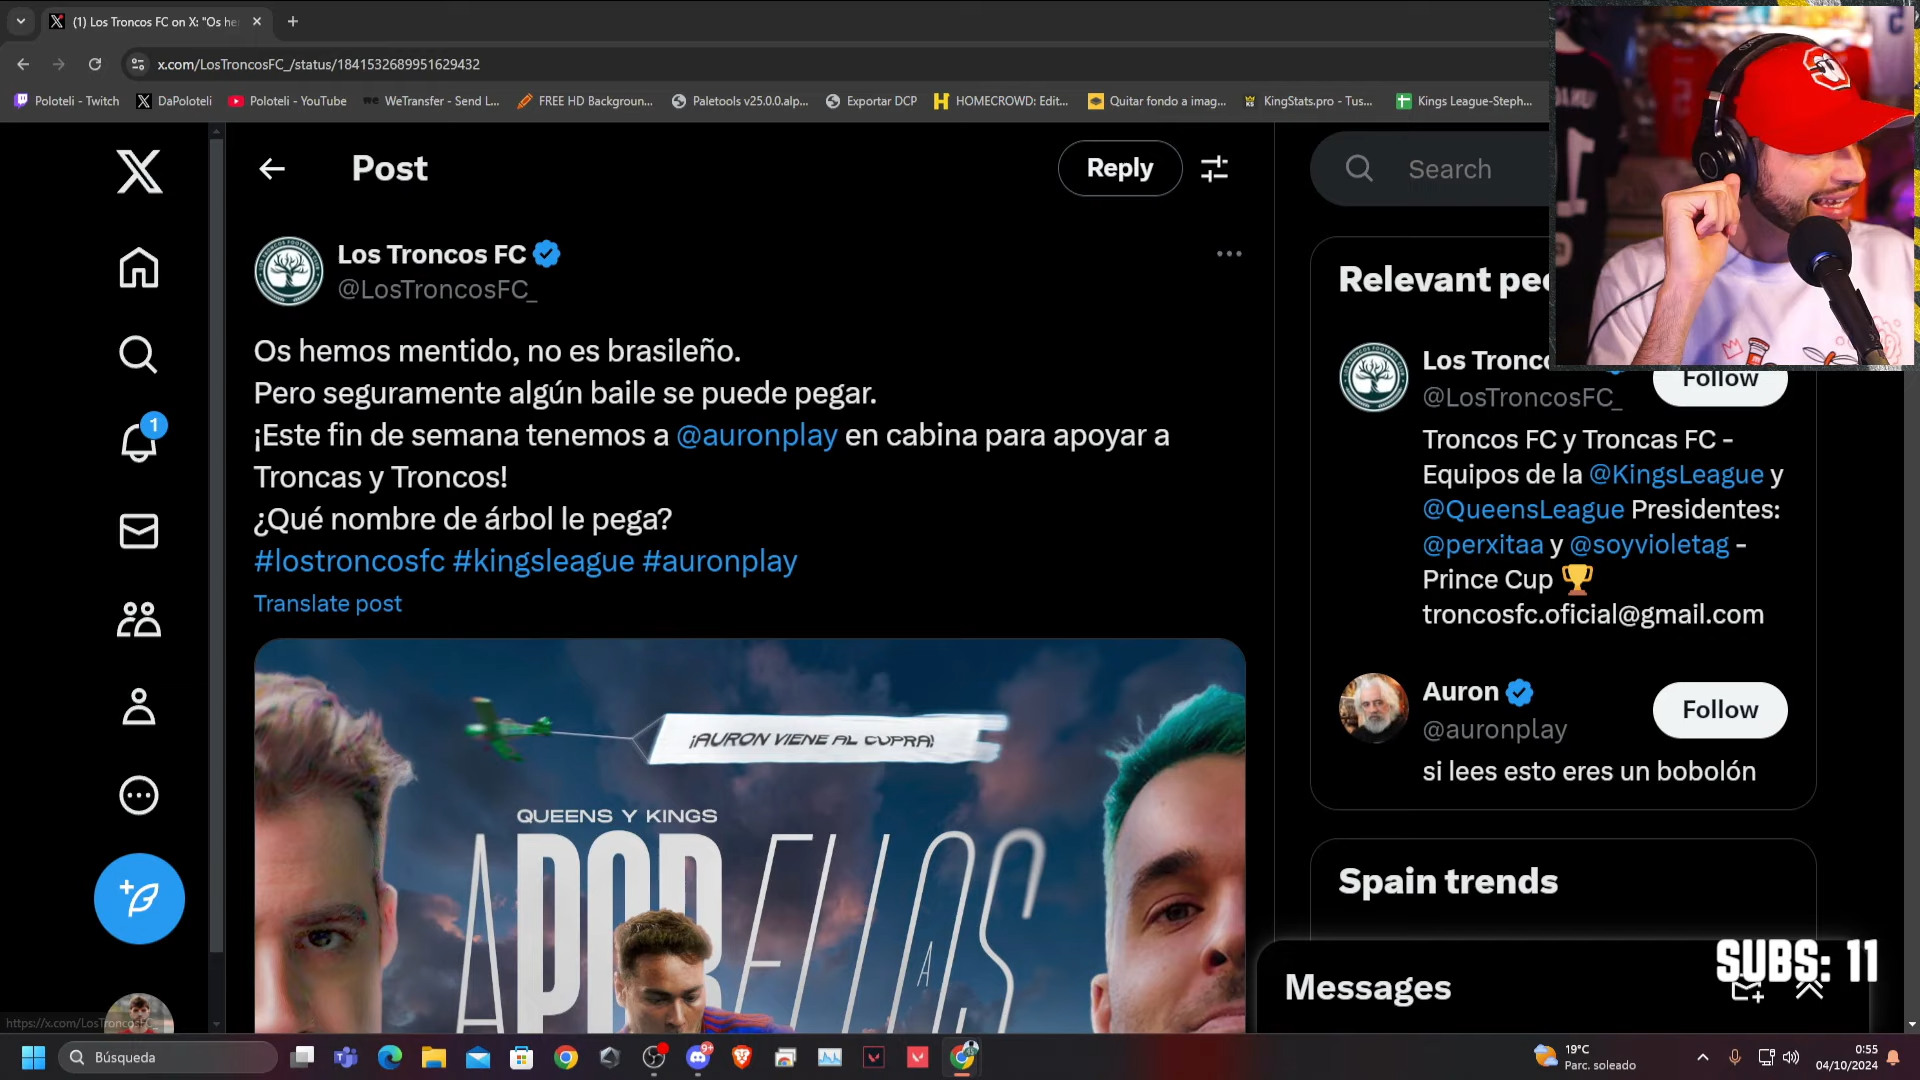 (1) Los Troncos FC on X: "Os he
x.com/LosTroncosFC_/status/1841532689951629432
Poloteli - Twitch
DaPoloteli
Poloteli - YouTube
WeTransfer - Send L...
FREE HD Backgroun...
Paletools v25.0.0.alp...
Exportar DCP
HOMECROWD: Edit...
Quitar fondo a imag...
KingStats.pro - Tus...
Kings League-Steph...
Post
Reply
Search
Los Troncos FC
@LosTroncosFC_
Os hemos mentido, no es brasileño.
Pero seguramente algún baile se puede pegar.
¡Este fin de semana tenemos a @auronplay en cabina para apoyar a
Troncas y Troncos!
¿Qué nombre de árbol le pega?
#lostroncosfc #kingsleague #auronplay
Translate post
¡AURON VIENE AL CUPRA!
QUEENS Y KINGS
A POR ELLOS
A
Relevant peo
Los Tronco
@LosTroncosFC_
Follow
Troncos FC y Troncas FC -
Equipos de la @KingsLeague y
@QueensLeague Presidentes:
@perxitaa y @soyvioletag -
Prince Cup 🏆
troncosfc.oficial@gmail.com
Auron
@auronplay
Follow
si lees esto eres un bobolón
Spain trends
SUBS: 11
Messages
1
https://x.com/LosTroncosFC_
Búsqueda
9+
19°C
Parc. soleado
0:55
04/10/2024